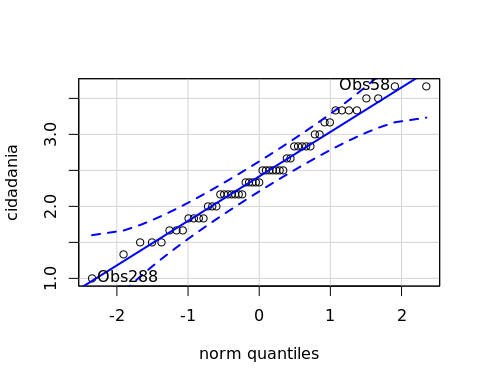 Obs58
Obs288
cidadania
3.0
2.0
1.0
-2 -1 0 1 2
norm quantiles